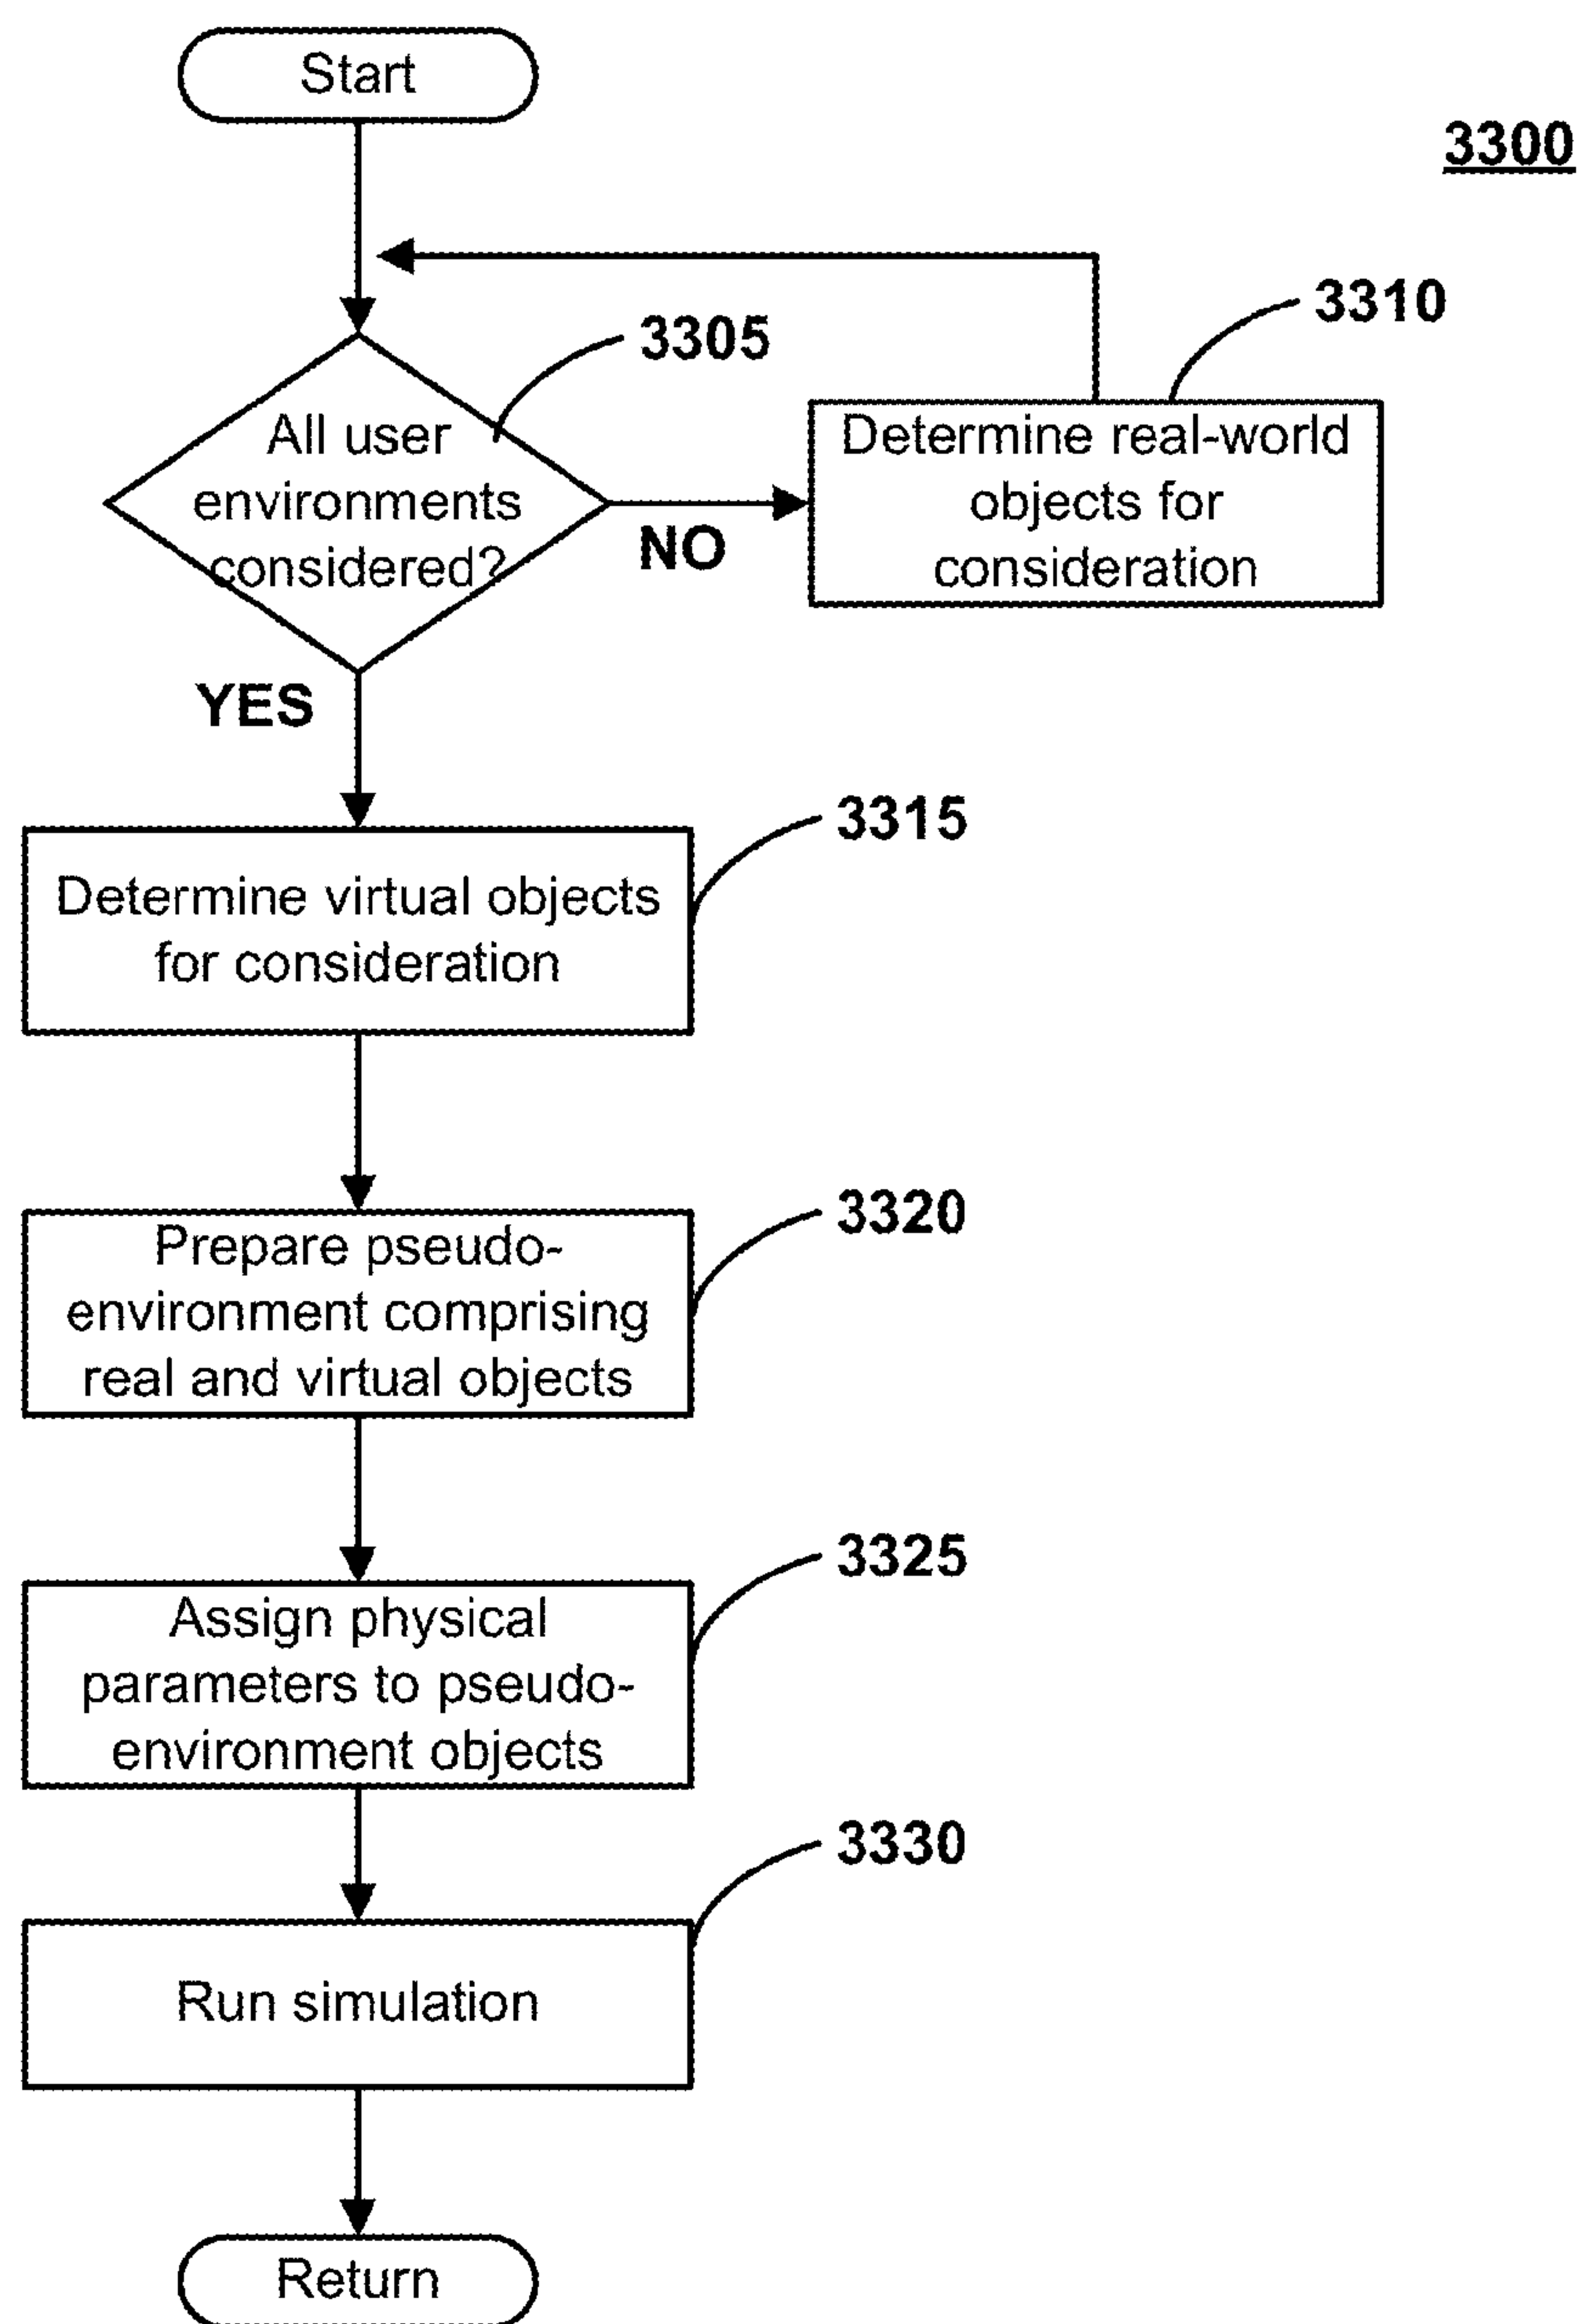 Start
3300
3305
3310
All user
environments
considered?
NO
Determine real-world
objects for
consideration
YES
3315
Determine virtual objects
for consideration
3320
Prepare pseudo-
environment comprising
real and virtual objects
3325
Assign physical
parameters to pseudo-
environment objects
3330
Run simulation
Return